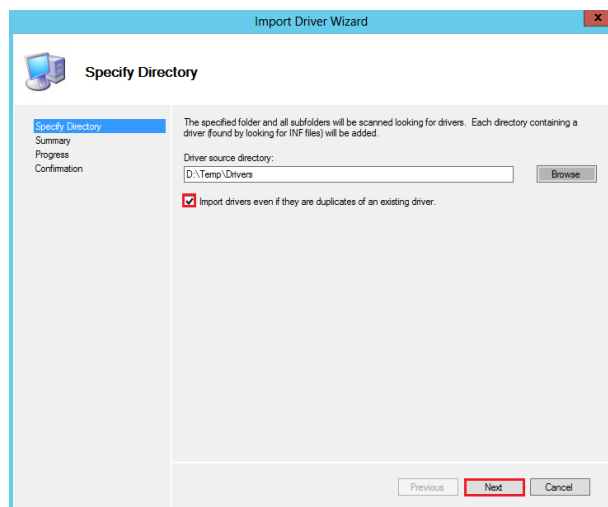 Import Driver Wizard
x
Specify Directory
Specify Directory
Summary
Progress
Confirmation
The specified folder and all subfolders will be scanned looking for drivers. Each directory containing a
driver (found by looking for INF files) will be added.
Driver source directory:
D:\Temp\Drivers
Browse
Import drivers even if they are duplicates of an existing driver.
Previous
Next
Cancel